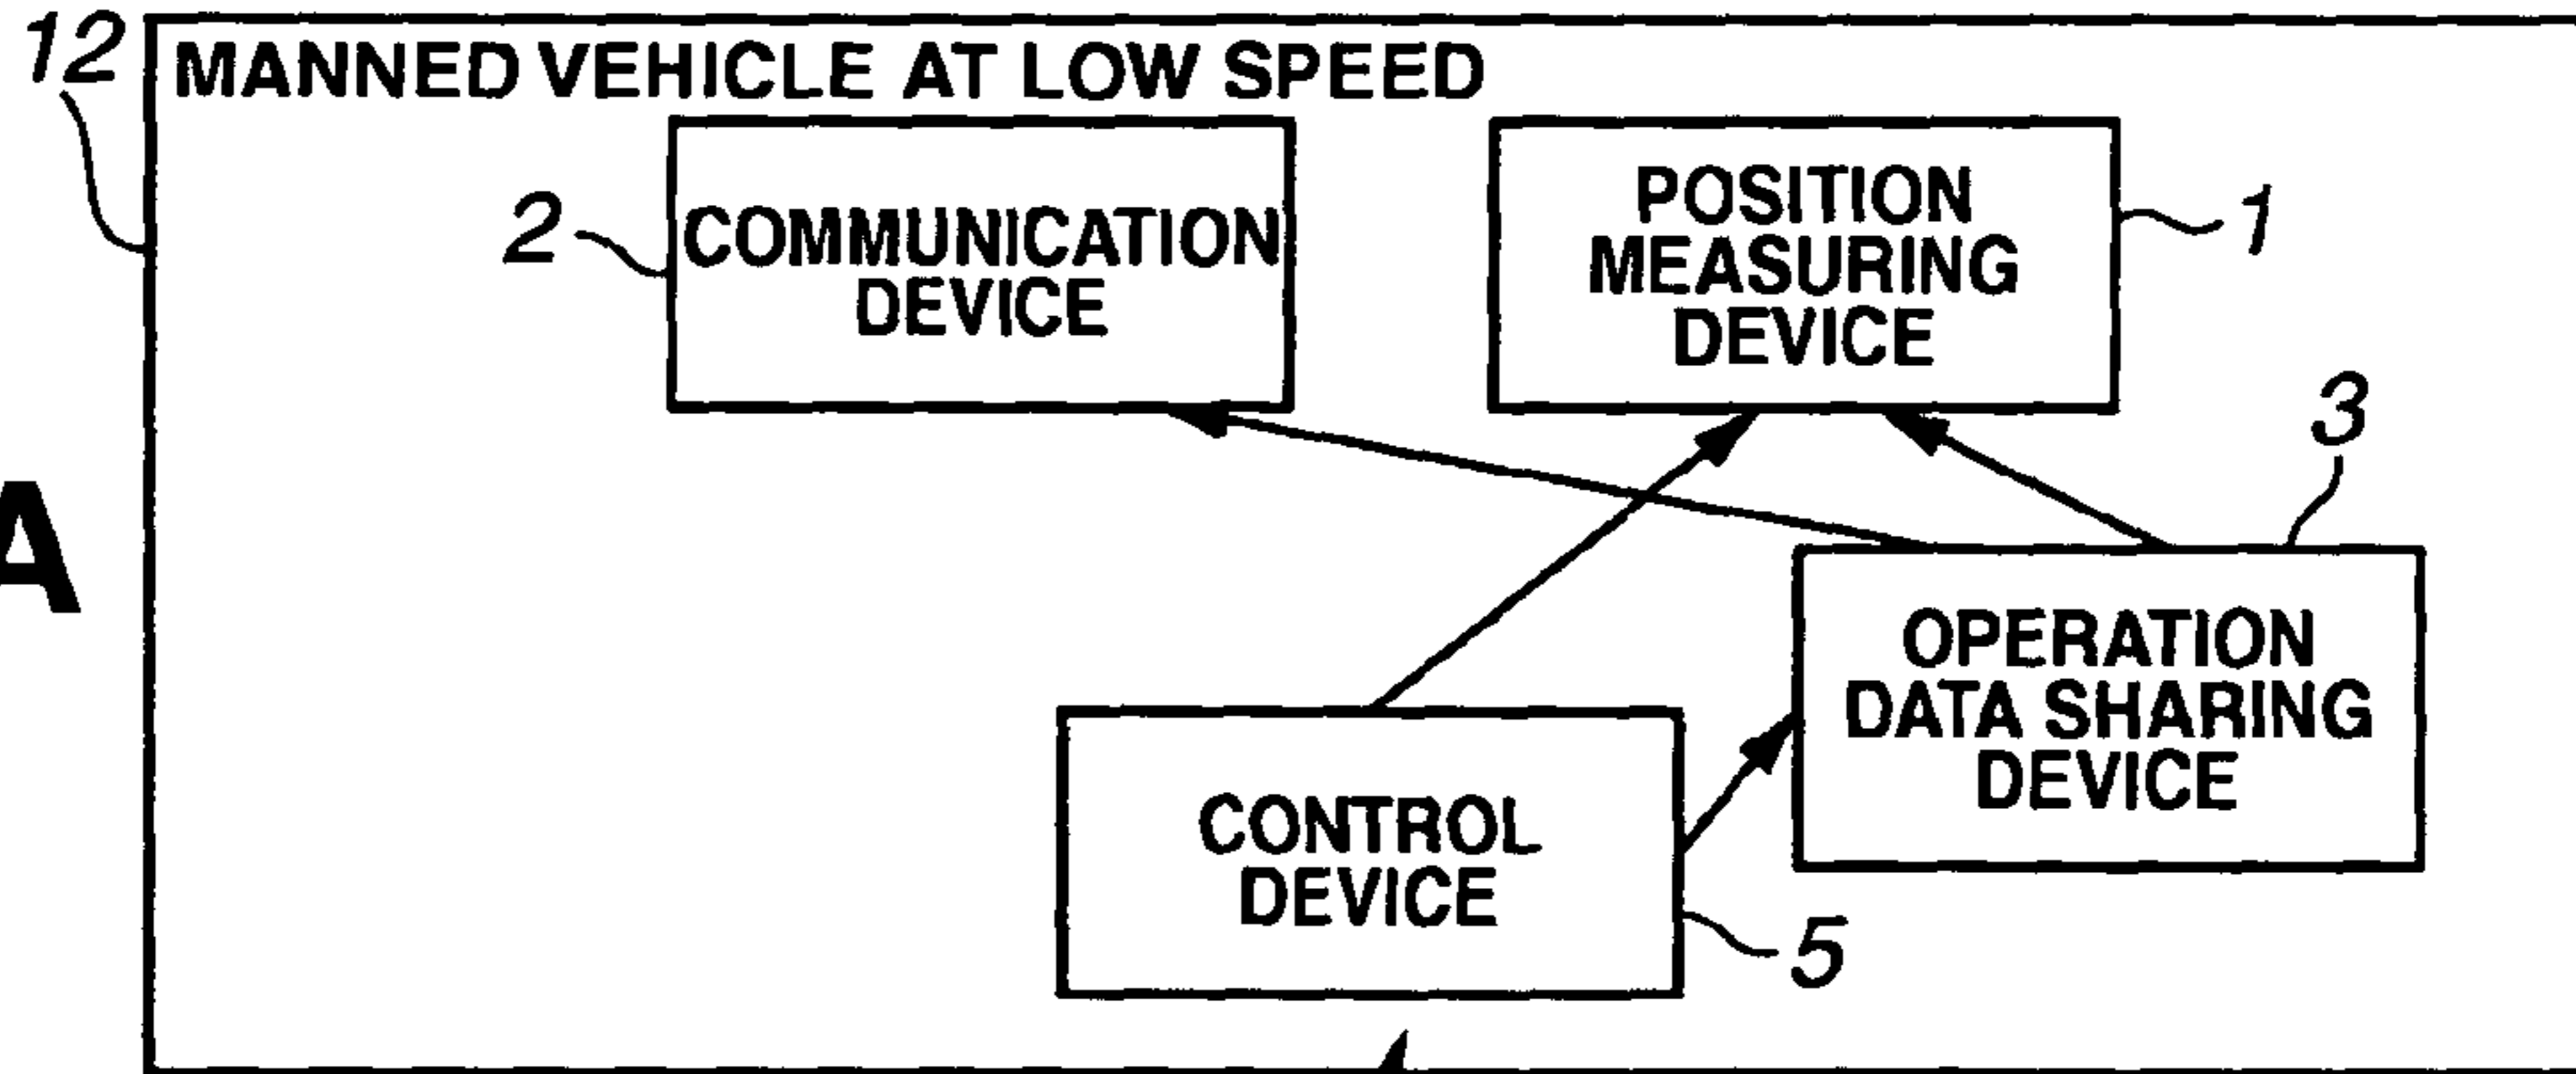 12
MANNED VEHICLE AT LOW SPEED
2
COMMUNICATION
DEVICE
POSITION
MEASURING
DEVICE
1
3
A
OPERATION
DATA SHARING
DEVICE
CONTROL
DEVICE
5